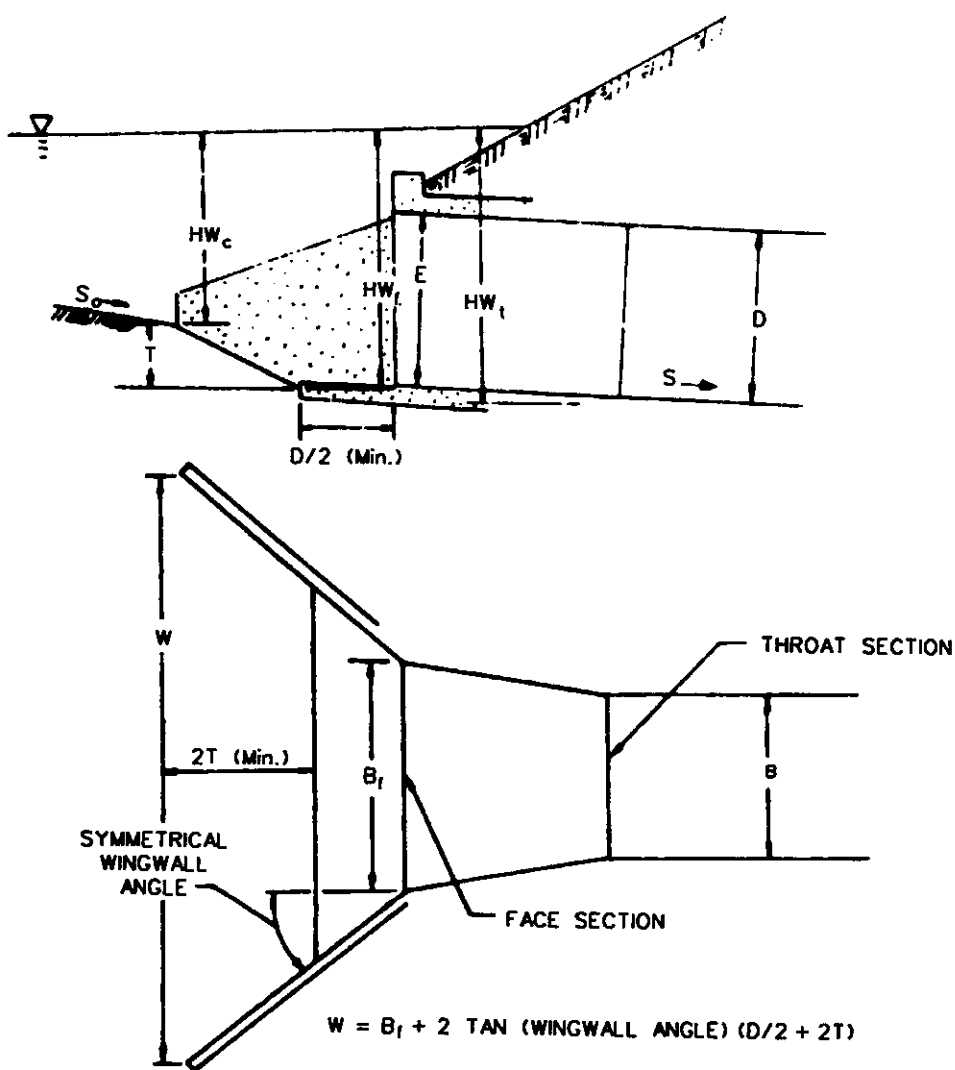 HW_c
S_o
T
HW_f
E
HW_t
D
S
D/2 (Min.)
W
THROAT SECTION
2T (Min.)
B_f
B
SYMMETRICAL
WINGWALL
ANGLE
FACE SECTION
W = B_f + 2 TAN (WINGWALL ANGLE) (D/2 + 2T)